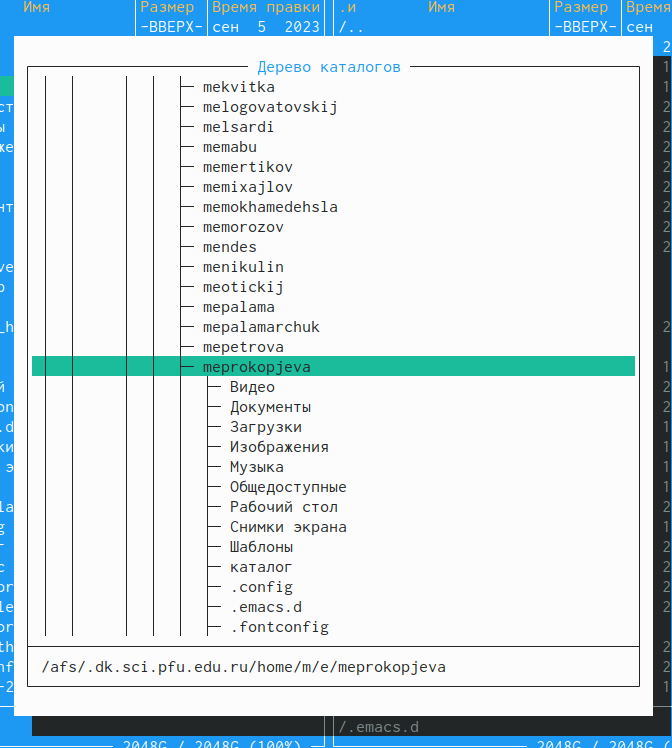 Имя Размер Время правки .и Имя Размер Время
-ВВЕРХ- сен 5 2023 /.. -ВВЕРХ- сен
Дерево каталогов
mekvitka
melogovatovskij
melsardi
memabu
memertikov
memixajlov
memokhamedehsla
memorozov
mendes
menikulin
meotickij
mepalama
mepalamarchuk
mepetrova
meprokopjeva
Видео
Документы
Загрузки
Изображения
Музыка
Общедоступные
Рабочий стол
Снимки экрана
Шаблоны
каталог
.config
.emacs.d
.fontconfig
/afs/.dk.sci.pfu.edu.ru/home/m/e/meprokopjeva
/.emacs.d
2048G / 2048G (100%) 2048G / 2048G (